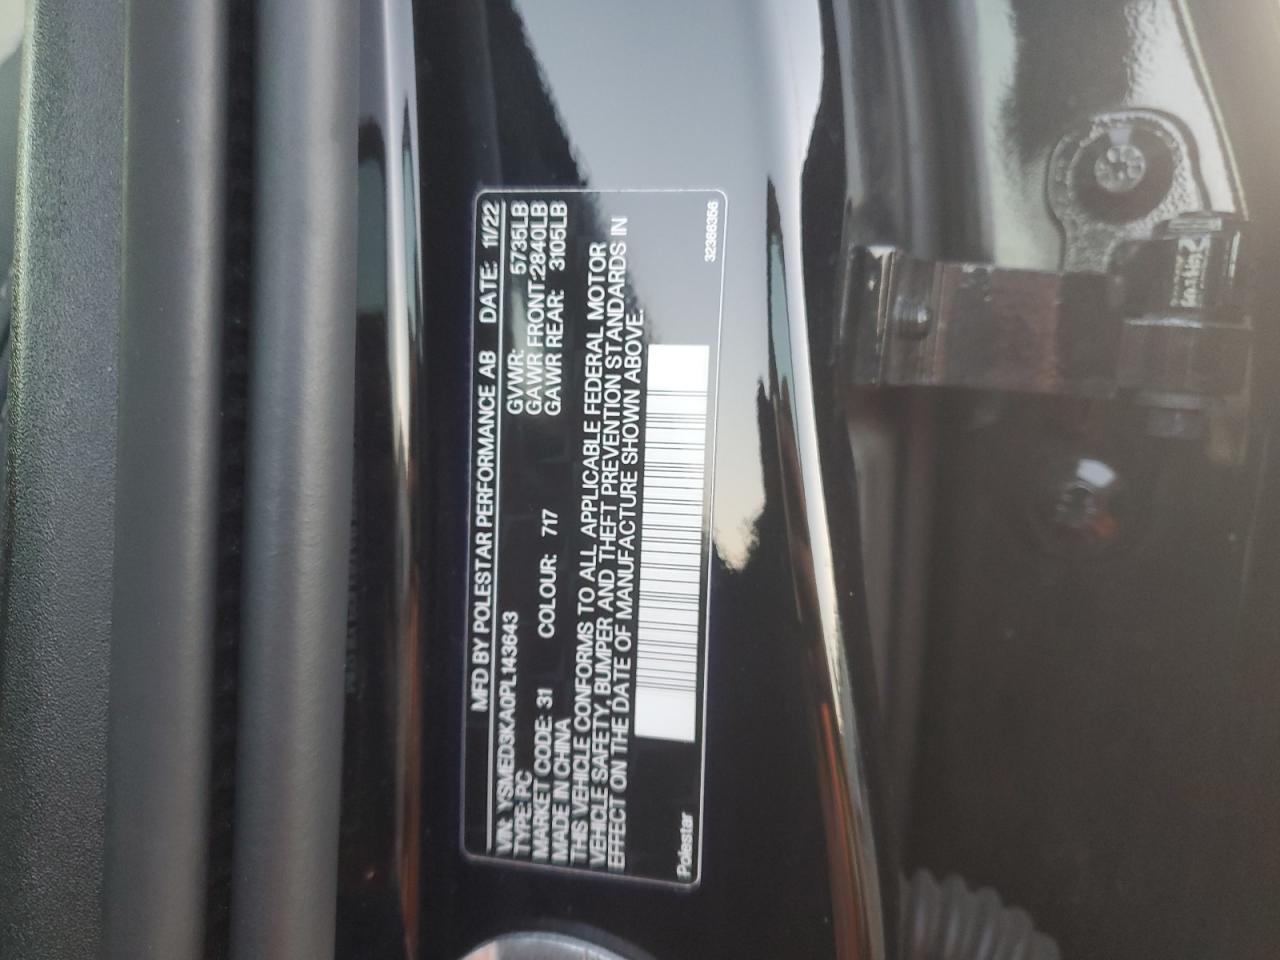 MFD BY POLESTAR PERFORMANCE AB DATE: 11/22
VIN: YSMED3KA0PL143643 GVWR: 5735LB
TYPE: PC GAWR FRONT: 2840LB
MARKET CODE: 31 COLOUR: 717 GAWR REAR: 3105LB
MADE IN CHINA
THIS VEHICLE CONFORMS TO ALL APPLICABLE FEDERAL MOTOR
VEHICLE SAFETY, BUMPER AND THEFT PREVENTION STANDARDS IN
EFFECT ON THE DATE OF MANUFACTURE SHOWN ABOVE.
Polestar 32366356